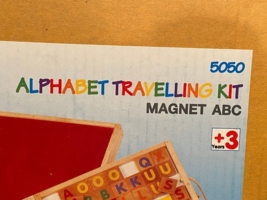 5050
ALPHABET TRAVELLING KIT
MAGNET ABC
+3
Years
A O O O Q X
B K K U U
S